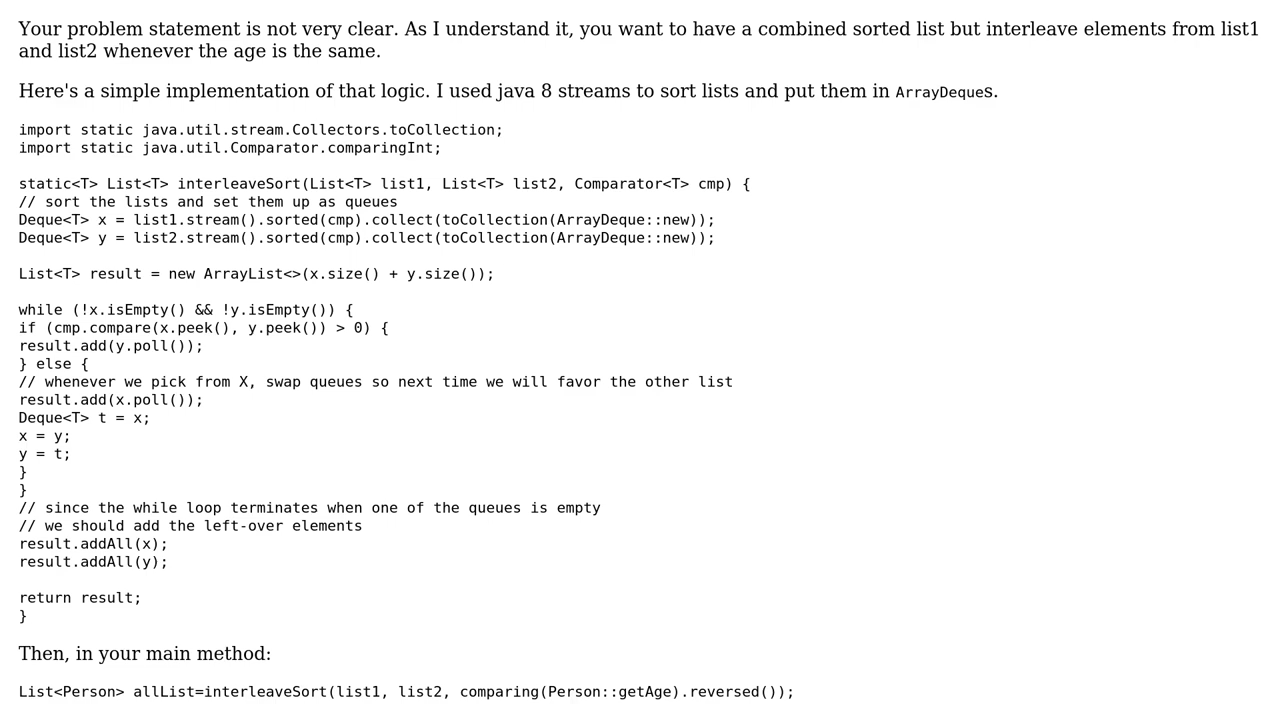 Your problem statement is not very clear. As I understand it, you want to have a combined sorted list but interleave elements from list1
and list2 whenever the age is the same.
Here's a simple implementation of that logic. I used java 8 streams to sort lists and put them in ArrayDeques.
import static java.util.stream.Collectors.toCollection;
import static java.util.Comparator.comparingInt;
static<T> List<T> interleaveSort(List<T> list1, List<T> list2, Comparator<T> cmp) {
// sort the lists and set them up as queues
Deque<T> x = list1.stream().sorted(cmp).collect(toCollection(ArrayDeque::new));
Deque<T> y = list2.stream().sorted(cmp).collect(toCollection(ArrayDeque::new));
List<T> result = new ArrayList<>(x.size() + y.size());
while (!x.isEmpty() && !y.isEmpty()) {
if (cmp.compare(x.peek(), y.peek()) > 0) {
result.add(y.poll());
} else {
// whenever we pick from X, swap queues so next time we will favor the other list
result.add(x.poll());
Deque<T> t = x;
x = y;
y = t;
}
}
// since the while loop terminates when one of the queues is empty
// we should add the left-over elements
result.addAll(x);
result.addAll(y);
return result;
}
Then, in your main method:
List<Person> allList=interleaveSort(list1, list2, comparing(Person::getAge).reversed());